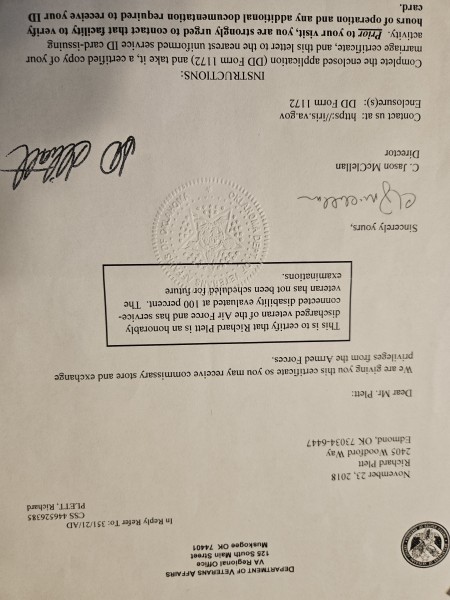 DEPARTMENT OF VETERANS AFFAIRS
VA Regional Office
125 South Main Street
Muskogee OK 74401
In Reply Refer To: 351/21/AD
CSS 446526385
PLETT, Richard
November 23, 2018
Richard Plett
2405 Woodford Way
Edmond, OK 73034-6447
Dear Mr. Plett:
We are giving you this certificate so you may receive commissary store and exchange
privileges from the Armed Forces.
This is to certify that Richard Plett is an honorably
discharged veteran of the Air Force and has service-
connected disability evaluated at 100 percent. The
veteran has not been scheduled for future
examinations.
Sincerely yours,
C. Jason McClellan
Director
Contact us at: https://iris.va.gov
Enclosure(s): DD Form 1172
INSTRUCTIONS:
Complete the enclosed application (DD Form 1172) and take it, a certified copy of your
marriage certificate, and this letter to the nearest uniformed service ID card-issuing
activity. Prior to your visit, you are strongly urged to contact that facility to verify
hours of operation and any additional documentation required to receive your ID
card.